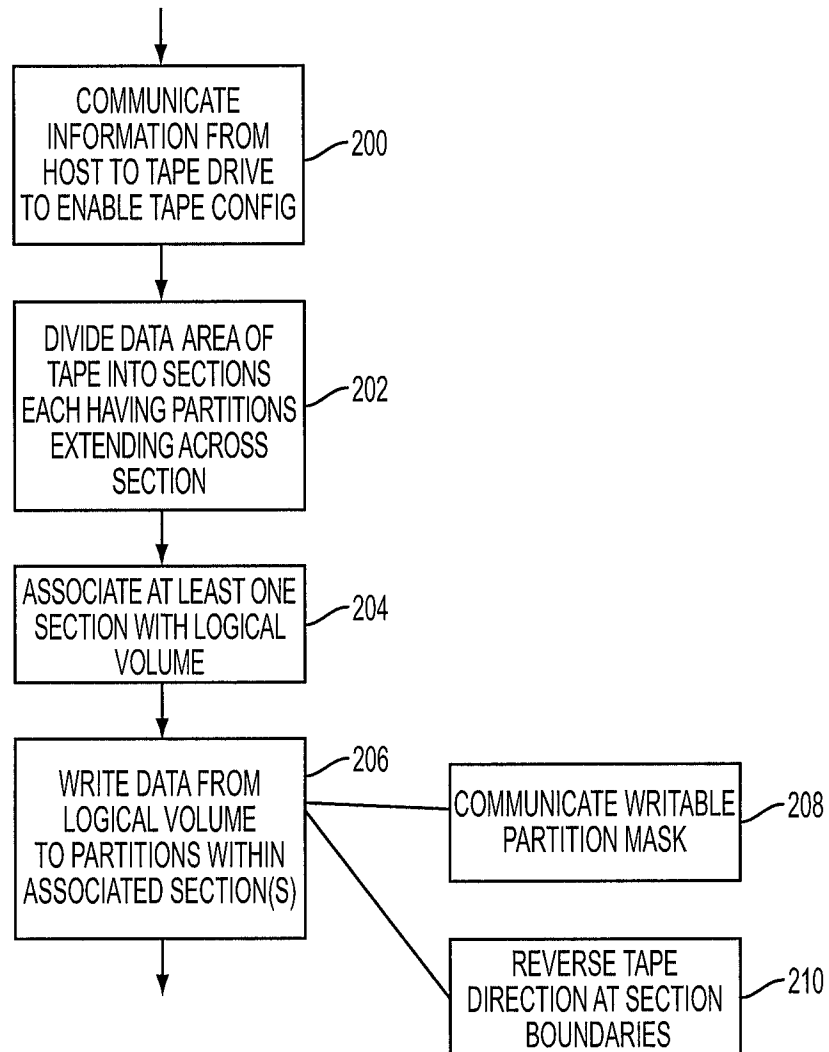 COMMUNICATE
INFORMATION FROM
HOST TO TAPE DRIVE
TO ENABLE TAPE CONFIG
200
DIVIDE DATA AREA OF
TAPE INTO SECTIONS
EACH HAVING PARTITIONS
EXTENDING ACROSS
SECTION
202
ASSOCIATE AT LEAST ONE
SECTION WITH LOGICAL
VOLUME
204
WRITE DATA FROM
LOGICAL VOLUME
TO PARTITIONS WITHIN
ASSOCIATED SECTION(S)
206
COMMUNICATE WRITABLE
PARTITION MASK
208
REVERSE TAPE
DIRECTION AT SECTION
BOUNDARIES
210